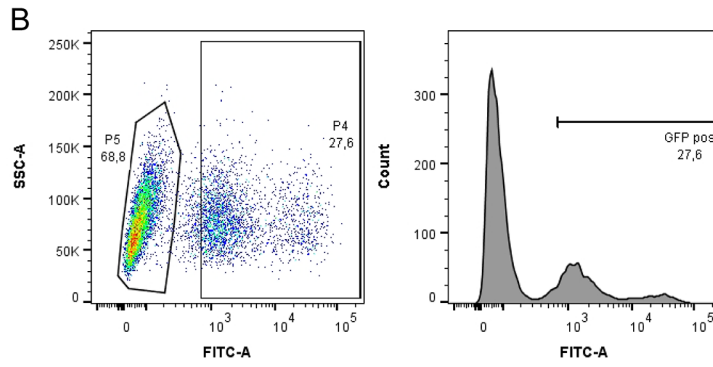 B
250K
200K
150K
100K
50K
0
SSC-A
P5
68,8
P4
27,6
0
10³
10⁴
10⁵
FITC-A
300
200
100
0
Count
GFP pos
27,6
0
10³
10⁴
10⁵
FITC-A